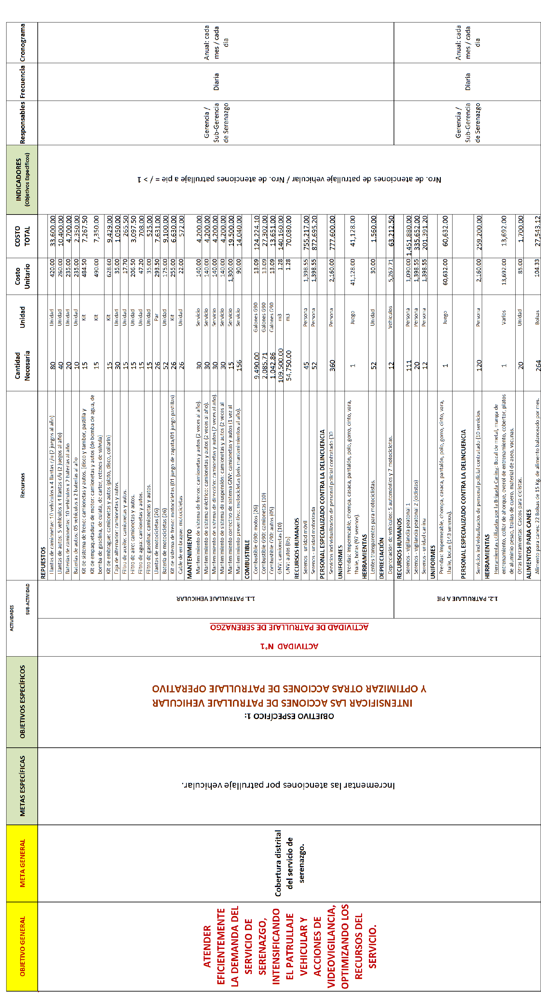 OBJETIVO GENERAL
META GENERAL
METAS ESPECÍFICAS
OBJETIVOS ESPECÍFICOS
ACTIVIDADES
SUB-ACTIVIDAD
Recursos
Cantidad
Necesaria
Unidad
Costo
Unitario
COSTO
TOTAL
INDICADORES
(Objetivos Específicos)
Responsables
Frecuencia
Cronograma
ATENDER
EFICIENTEMENTE
LA DEMANDA DEL
SERVICIO DE
SERENAZGO,
INTENSIFICANDO
EL PATRULLAJE
VEHICULAR Y
ACCIONES DE
VIDEOVIGILANCIA,
OPTIMIZANDO LOS
RECURSOS DEL
SERVICIO.
Cobertura distrital
del servicio de
serenazgo.
Incrementar las atenciones por patrullaje vehicular.
OBJETIVO ESPECÍFICO 1:
INTENSIFICAR LAS ACCIONES DE PATRULLAJE VEHICULAR
Y OPTIMIZAR OTRAS ACCIONES DE PATRULLAJE OPERATIVO
ACTIVIDAD N°1
ACTIVIDAD DE PATRULLAJE DE SERENAZGO
1.1. PATRULLAJE VEHICULAR
REPUESTOS
Llantas de camionetas: 10 vehículos x 4 llantas c/u (2 juegos al año) 80 Unidad 420.00 33,600.00
Llantas de autos: 5 vehículos x 4 llantas c/u (2 juegos al año) 40 Unidad 260.00 10,400.00
Baterías de camionetas: 10 vehículos x 2 baterías al año 20 Unidad 235.00 4,700.00
Baterías de autos: 05 vehículos x 2 baterías al año 10 Unidad 235.00 2,350.00
Kit de sistema de freno: camionetas y autos. (disco y tambor, pastilla y 15 Kit 484.50 7,267.50
Kit de empaquetadura de motor: camionetas y autos (de bomba de agua, de
bomba de gasolina, de culata, de carter, retenes de valvula) 15 Kit 490.00 7,350.00
Kit de embrague: camionetas y autos (plato, disco, collarín) 15 Kit 628.60 9,429.00
Faja de alternador: camionetas y autos. 30 Unidad 35.00 1,050.00
Filtro de aceite: camionetas y autos. 15 Unidad 17.70 265.50
Filtro de aire: camionetas y autos. 15 Unidad 206.50 3,097.50
Filtro de agua: camionetas y autos. 15 Unidad 47.20 708.00
Filtro de gasolina: camionetas y autos. 15 Unidad 35.00 525.00
Llantas de motocicletas (26) 26 Par 293.50 7,631.00
Batería de motocicletas (26) 52 Unidad 175.00 9,100.00
Kit de sistema de freno: motocicletas (01 juego de zapata/01 juego pastillas) 26 Kit 255.00 6,630.00
Cable de embrague: motocicletas 26 Unidad 22.00 572.00
MANTENIMIENTO
Mantenimiento de sistema de frenos: camionetas y autos (2 veces al año). 30 Servicio 140.00 4,200.00
Mantenimiento de sistema eléctrico: camionetas y autos (2 veces al año). 30 Servicio 140.00 4,200.00
Mantenimiento de sistema de dirección: camionetas y autos (2 veces al año). 30 Servicio 140.00 4,200.00
Mantenimiento de sistema de suspensión: camionetas y autos (2 veces al 30 Servicio 140.00 4,200.00
Mantenimiento correctivo de sistema GNV: camionetas y autos (1 vez al 15 Servicio 1,300.00 19,500.00
Mantenimiento preventivo: motocicletas (seis mantenimientos al año). 156 Servicio 90.00 14,040.00
COMBUSTIBLE
Combustible G90: motos (26) 9,490.00 Galones G90 13.09 124,224.10
Combustible G90: camionetas (10) 2,085.71 Galones G90 13.09 27,302.00
Combustible G90: autos (05) 1,042.86 Galones G90 13.09 13,651.00
GNV: camionetas (10) 109,500.00 m3 1.28 140,160.00
GNV: autos (05) 54,750.00 m3 1.28 70,080.00
RECURSOS HUMANOS
Serenos - unidad móvil 45 Persona 1,398.55 755,217.00
Serenos - unidad motorizada 52 Persona 1,398.55 872,695.20
PERSONAL ESPECIALIZADO CONTRA LA DELINCUENCIA
Servicios individualizados de personal policial contratado (30 360 Persona 2,160.00 777,600.00
UNIFORMES
Prendas: Impermeable, chompa, casaca, pantalón, polo, gorro, cinto, vara,
thalie, botas (97 serenos). 1 Juego 41,128.00 41,128.00
HERRAMIENTAS
Lentes transparentes para motociclistas. 52 Unidad 30.00 1,560.00
DEPRECIACIÓN
Depreciación de vehículos: 5 automóviles y 7 motocicletas. 12 Vehículos 5,267.71 63,212.50
Nro. de atenciones de patrullaje vehicular / Nro. de atenciones patrullaje a pie = / > 1
Gerencia /
Sub-Gerencia
de Serenazgo
Diaria
Anual: cada
mes / cada
dia
1.2. PATRULLAJE A PIE
RECURSOS HUMANOS
Serenos - vigilancia peatonal 1 111 Persona 1,090.00 1,451,880.00
Serenos - vigilancia peatonal 2 (ciclistas) 20 Persona 1,398.55 335,652.00
Serenos - unidad canina 12 Persona 1,398.55 201,391.20
UNIFORMES
Prendas: Impermeable, chompa, casaca, pantalón, polo, gorro, cinto, vara,
thalie, botas (143 serenos). 1 Juego 60,632.00 60,632.00
PERSONAL ESPECIALIZADO CONTRA LA DELINCUENCIA
Servicios individualizados de personal policial contratado (10 servicios 120 Persona 2,160.00 259,200.00
HERRAMIENTAS
Herramientas utilizadas por la Brigada Canina: Bozal de metal, manga de
entrenamiento, collar de ahorque, overol de entrenamiento, cobertor, platos
de aluminio pesao, traillas de cuero, material de aseo, vacunas. 1 Varios 13,692.00 13,692.00
Otras herramientas: Cascos para ciclistas. 20 Unidad 85.00 1,700.00
ALIMENTOS PARA CANES
Alimento para canes: 22 Bolsas de 15 Kg. de alimento balanceado por mes. 264 Bolsas 104.33 27,543.12
Gerencia /
Sub-Gerencia
de Serenazgo
Diaria
Anual: cada
mes / cada
dia